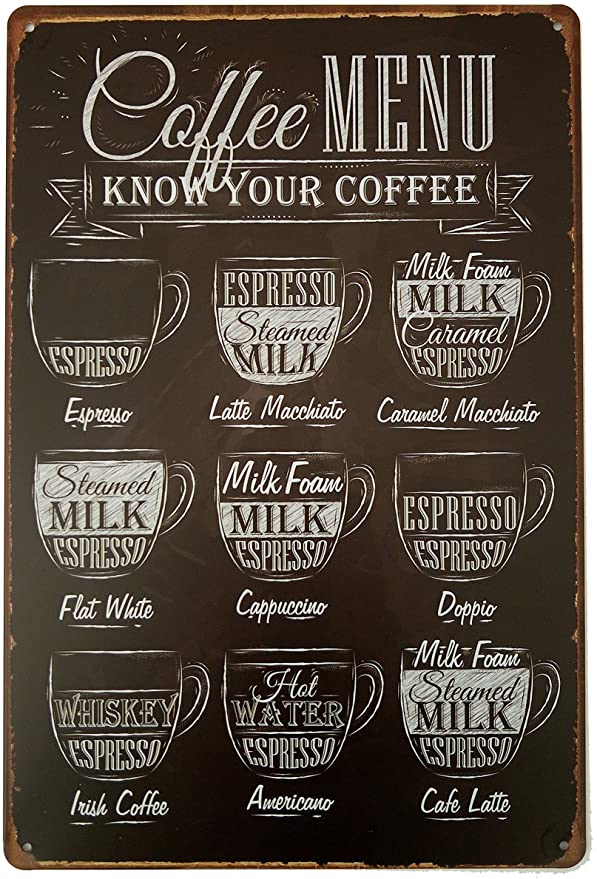 Coffee MENU
KNOW YOUR COFFEE
ESPRESSO
Espresso
ESPRESSO
Steamed
MILK
Latte Macchiato
Milk Foam
MILK
Caramel
ESPRESSO
Caramel Macchiato
Steamed
MILK
ESPRESSO
Flat White
Milk Foam
MILK
ESPRESSO
Cappuccino
ESPRESSO
ESPRESSO
Doppio
WHISKEY
ESPRESSO
Irish Coffee
Hot
WATER
ESPRESSO
Americano
Milk Foam
Steamed
MILK
ESPRESSO
Cafe Latte